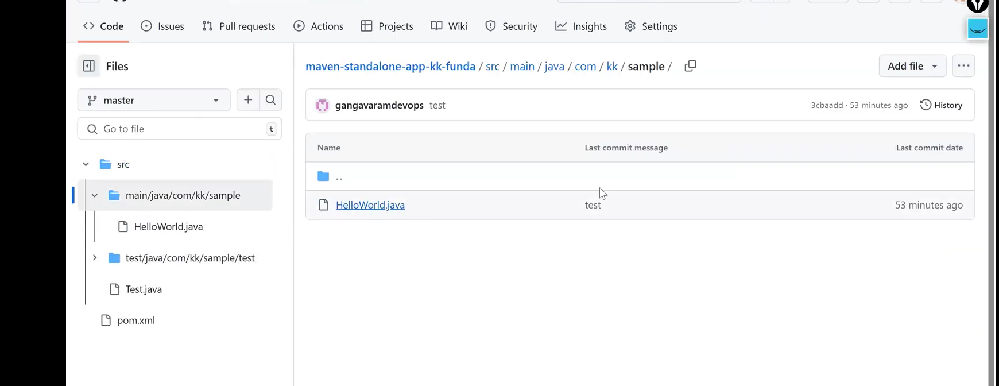 Code Issues Pull requests Actions Projects Wiki Security Insights Settings
Files
master
Go to file t
src
main/java/com/kk/sample
HelloWorld.java
test/java/com/kk/sample/test
Test.java
pom.xml
maven-standalone-app-kk-funda / src / main / java / com / kk / sample /
Add file
gangavaramdevops test 3cbaadd · 53 minutes ago History
Name Last commit message Last commit date
..
HelloWorld.java test 53 minutes ago